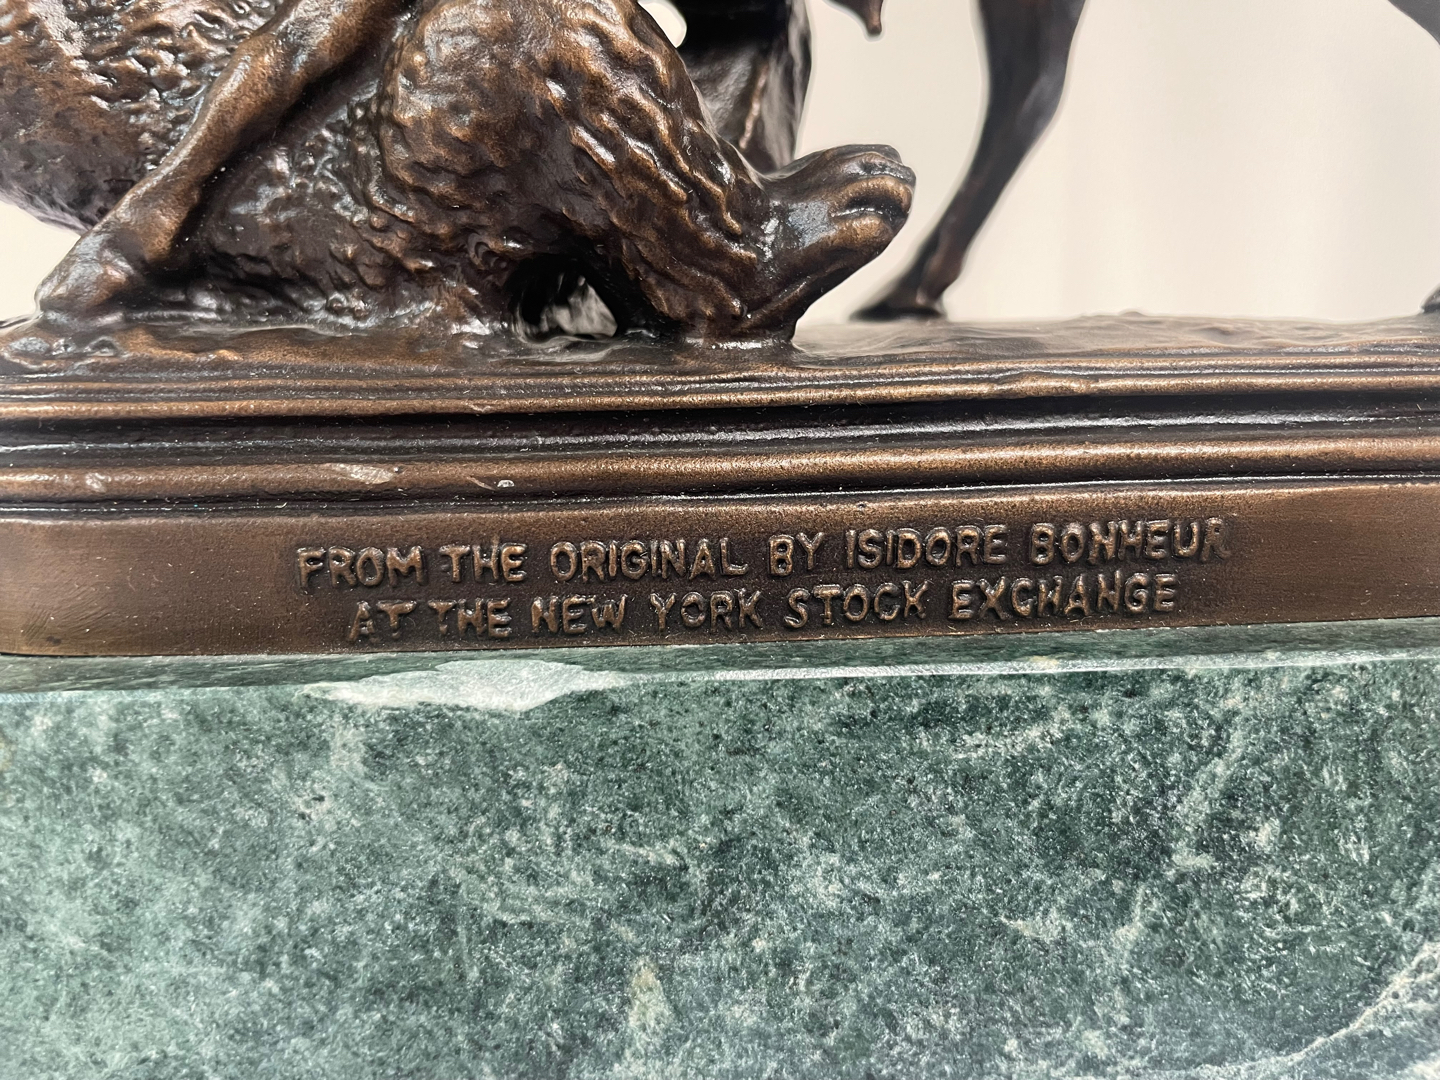 FROM THE ORIGINAL BY ISIDORE BONHEUR
AT THE NEW YORK STOCK EXCHANGE